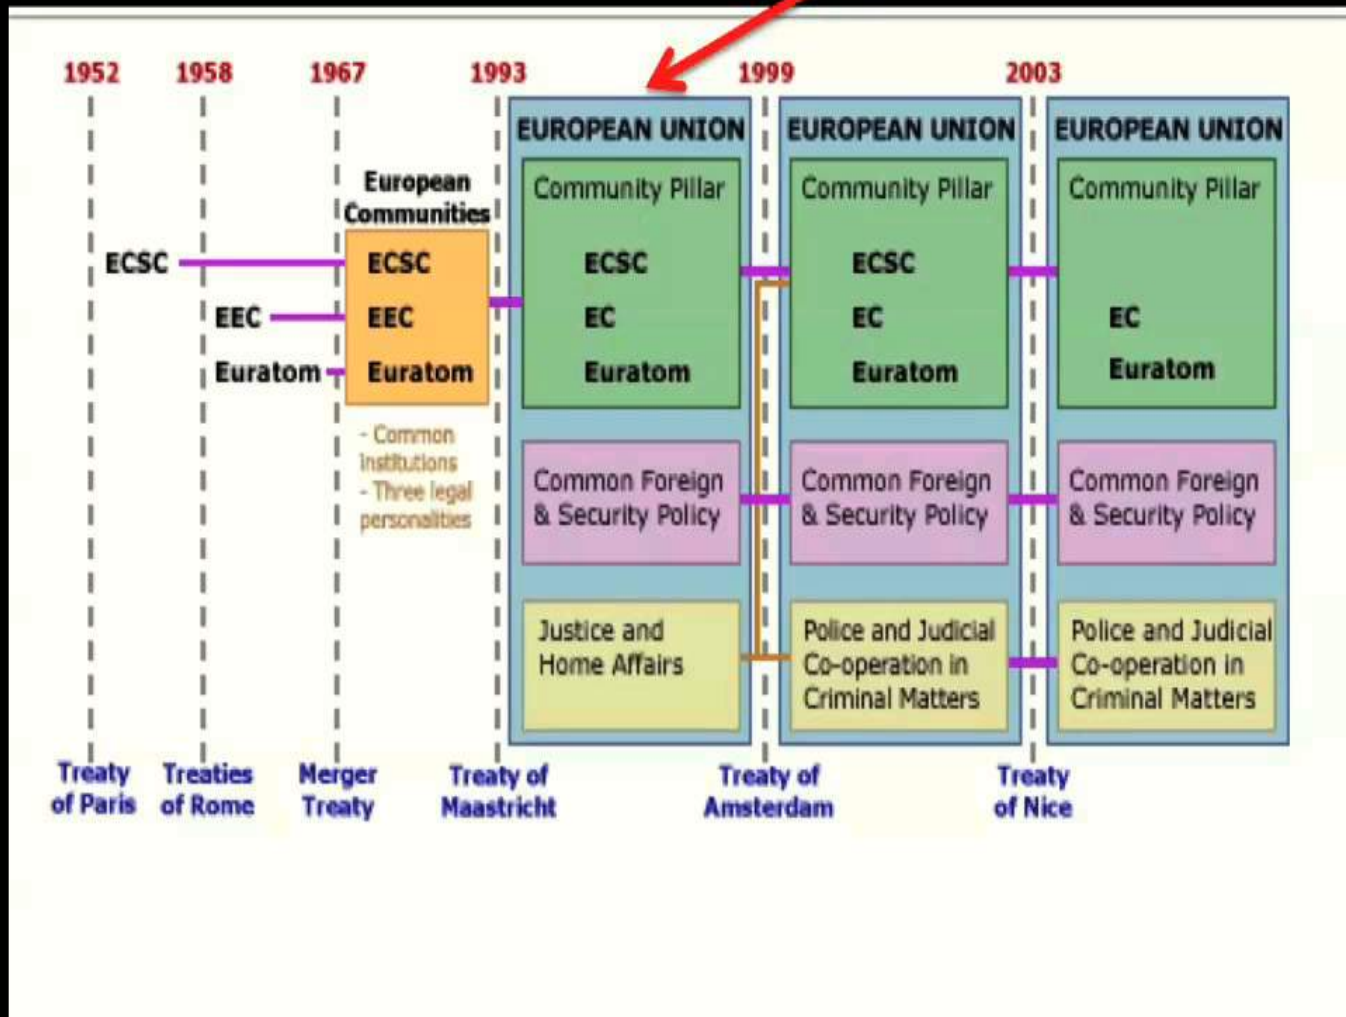 1952
1958
1967
1993
1999
2003
European
Communities
ECSC
EEC
Euratom
ECSC
EEC
Euratom
- Common
institutions
- Three legal
personalities
EUROPEAN UNION
Community Pillar
ECSC
EC
Euratom
Common Foreign
& Security Policy
Justice and
Home Affairs
EUROPEAN UNION
Community Pillar
ECSC
EC
Euratom
Common Foreign
& Security Policy
Police and Judicial
Co-operation in
Criminal Matters
EUROPEAN UNION
Community Pillar
EC
Euratom
Common Foreign
& Security Policy
Police and Judicial
Co-operation in
Criminal Matters
Treaty
of Paris
Treaties
of Rome
Merger
Treaty
Treaty of
Maastricht
Treaty of
Amsterdam
Treaty
of Nice